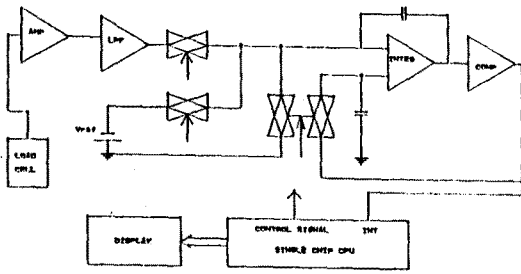 AMP
LPF
INTEG
COMP
Vref
LOAD
CELL
CONTROL SIGNAL INT
SINGLE CHIP CPU
DISPLAY